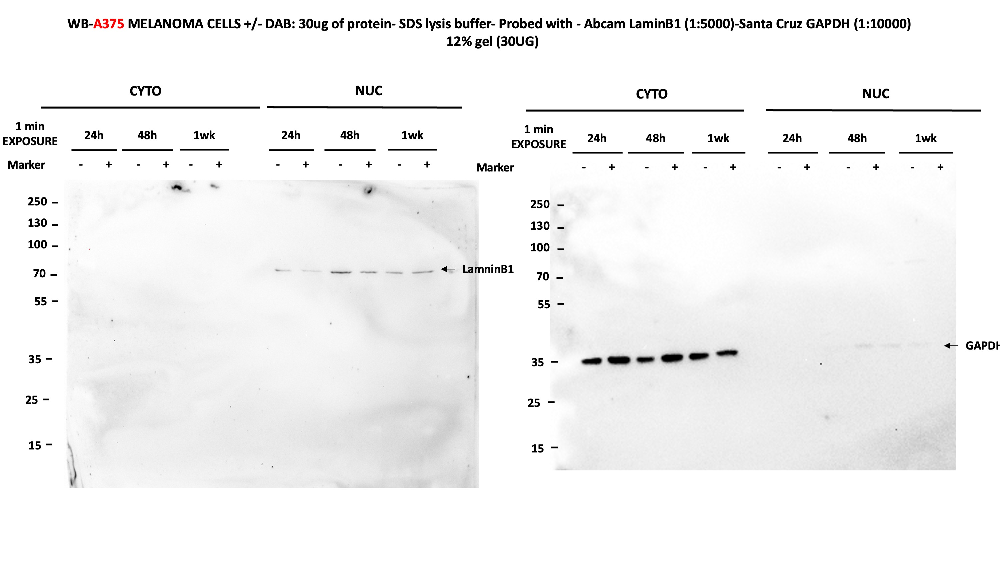 WB-A375 MELANOMA CELLS +/- DAB: 30ug of protein- SDS lysis buffer- Probed with - Abcam LaminB1 (1:5000)-Santa Cruz GAPDH (1:10000)
12% gel (30UG)
CYTO NUC
1 min
EXPOSURE
24h 48h 1wk 24h 48h 1wk
Marker - + - + - + - + - + - +
250 –
130 –
100 –
70 –
55 –
35 –
25 –
15 –
LamninB1
CYTO NUC
1 min
EXPOSURE
24h 48h 1wk 24h 48h 1wk
Marker - + - + - + - + - + - +
250 –
130 –
100 –
70 –
55 –
35 –
25 –
15 –
GAPDH